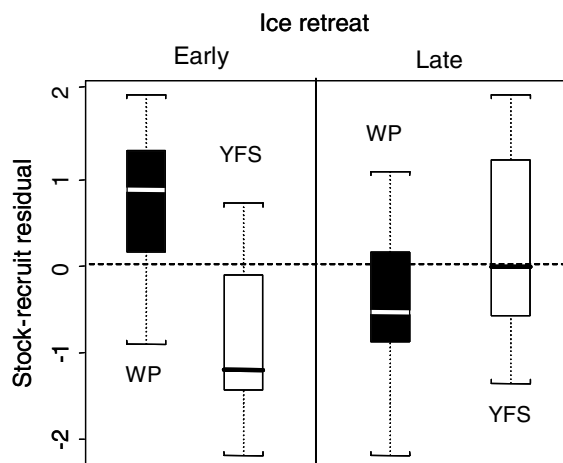 Ice retreat
Early Late
Stock-recruit residual
2
1
0
-1
-2
WP
YFS
WP
YFS